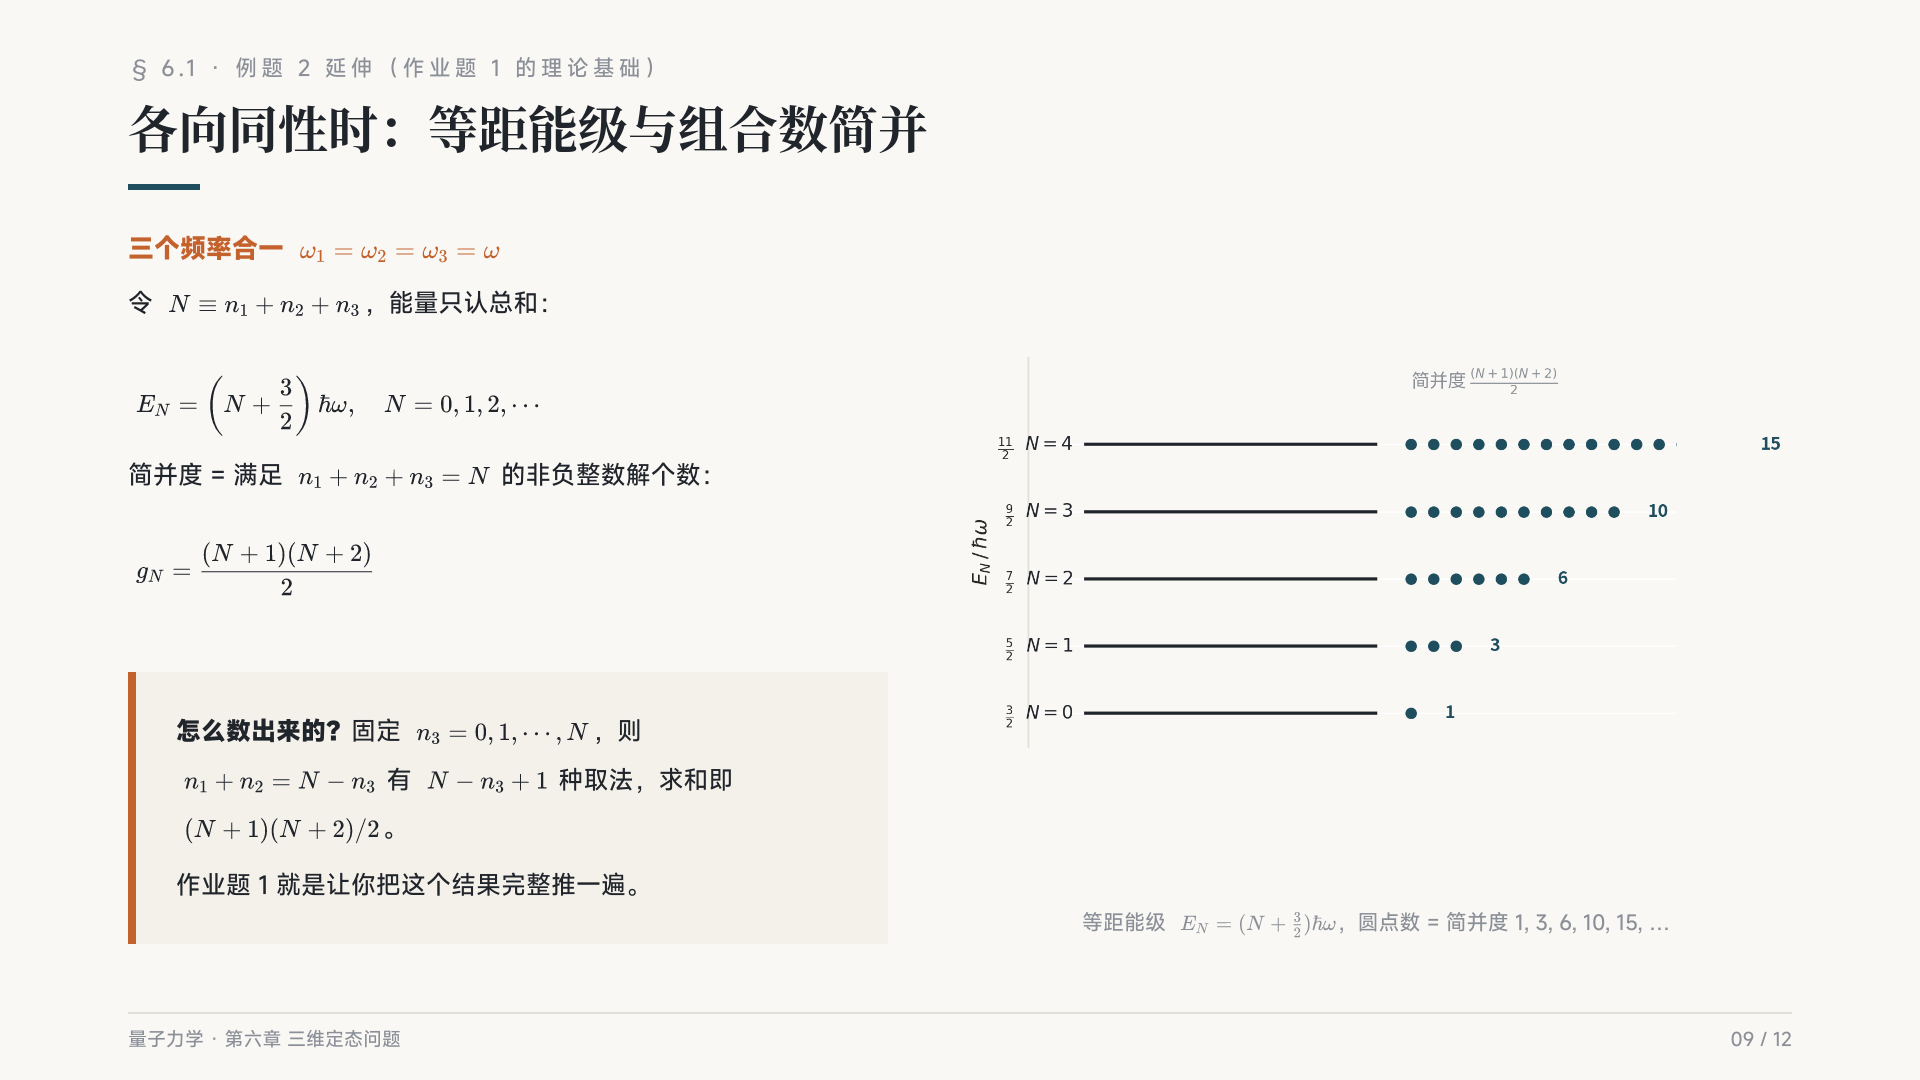 § 6.1 · 例题 2 延伸（作业题 1 的理论基础）
各向同性时：等距能级与组合数简并
三个频率合一 ω₁ = ω₂ = ω₃ = ω
令 N ≡ n₁ + n₂ + n₃，能量只认总和：
E_N = (N + 3/2) ħω, N = 0, 1, 2, ···
简并度 = 满足 n₁ + n₂ + n₃ = N 的非负整数解个数：
g_N = (N + 1)(N + 2) / 2
怎么数出来的？固定 n₃ = 0, 1, ···, N，则
n₁ + n₂ = N − n₃ 有 N − n₃ + 1 种取法，求和即
(N + 1)(N + 2)/2。
作业题 1 就是让你把这个结果完整推一遍。
简并度 (N+1)(N+2)/2
E_N / ħω
11/2 N = 4 15
9/2 N = 3 10
7/2 N = 2 6
5/2 N = 1 3
3/2 N = 0 1
等距能级 E_N = (N + 3/2)ħω，圆点数 = 简并度 1, 3, 6, 10, 15, …
量子力学 · 第六章 三维定态问题
09 / 12